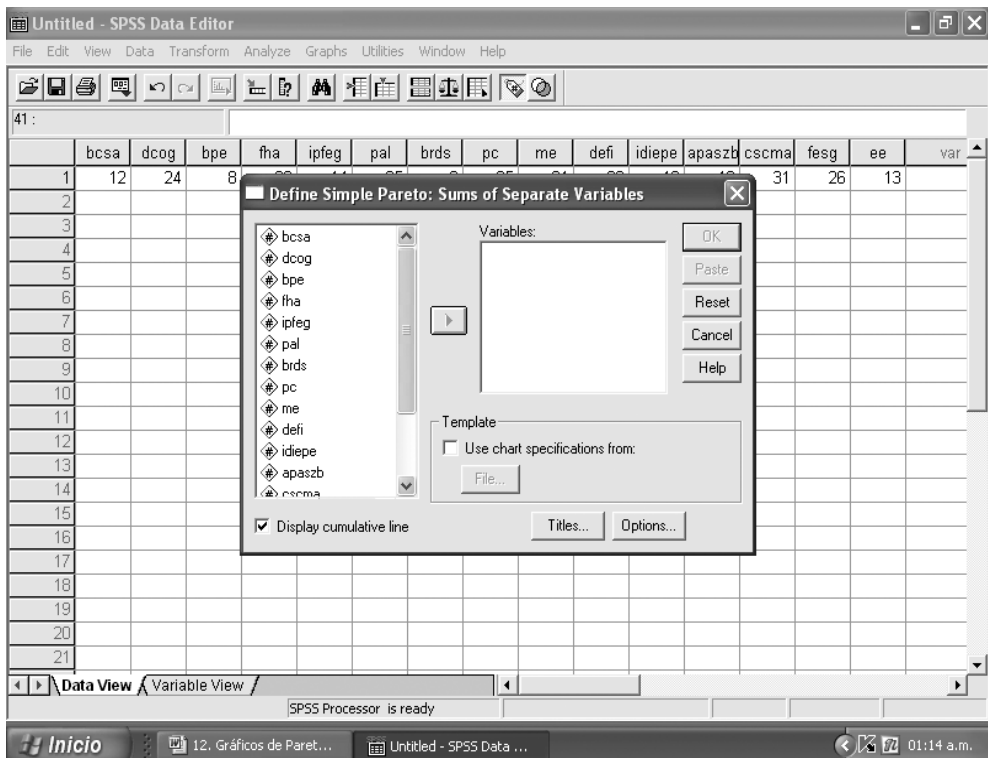 Untitled - SPSS Data Editor
File Edit View Data Transform Analyze Graphs Utilities Window Help
41 :
bcsa dcog bpe fha ipfeg pal brds pc me defi idiepe apaszb cscma fesg ee var
1 12 24 8 31 26 13
2
3
4
5
6
7
8
9
10
11
12
13
14
15
16
17
18
19
20
21
Define Simple Pareto: Sums of Separate Variables
bcsa
dcog
bpe
fha
ipfeg
pal
brds
pc
me
defi
idiepe
apaszb
cscma
Variables:
OK
Paste
Reset
Cancel
Help
Template
Use chart specifications from:
File...
Display cumulative line
Titles... Options...
Data View Variable View
SPSS Processor is ready
Inicio 12. Gráficos de Paret... Untitled - SPSS Data ... 01:14 a.m.